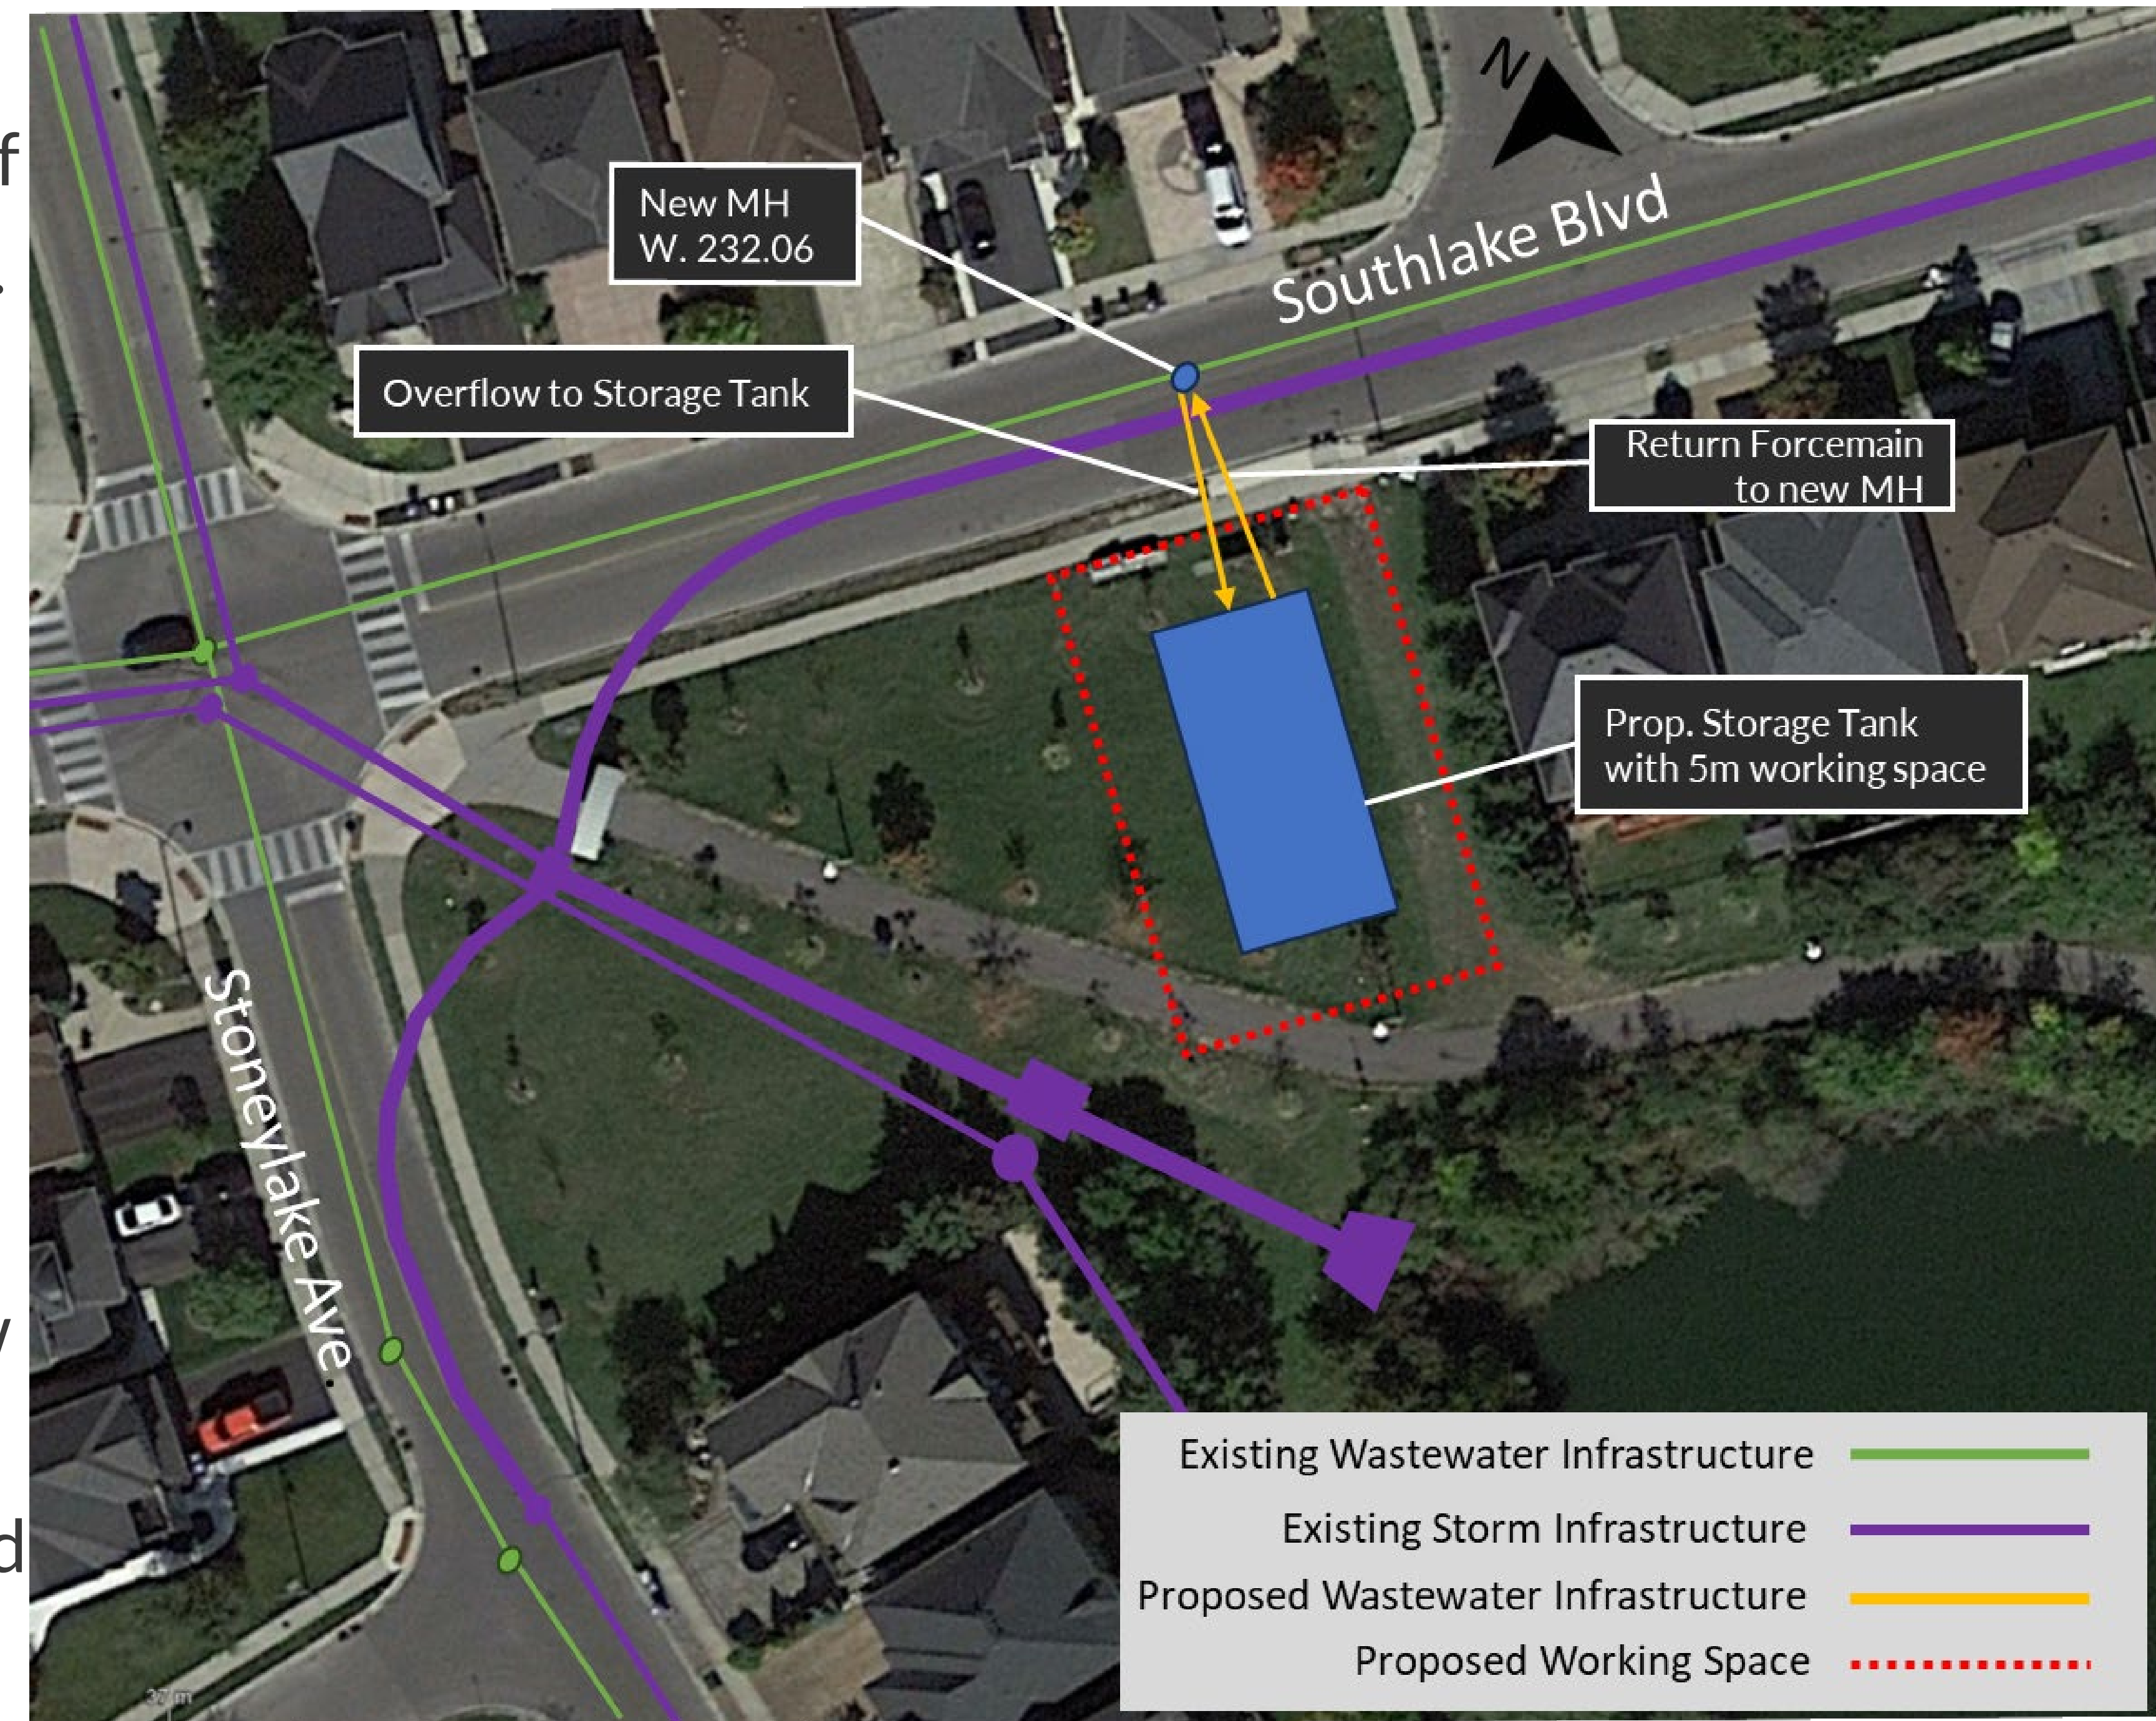 f
N
New MH
W. 232.06
Southlake Blvd
.
Overflow to Storage Tank
Return Forcemain
to new MH
Prop. Storage Tank
with 5m working space
Stoneylake Ave.
y
d
Existing Wastewater Infrastructure
Existing Storm Infrastructure
Proposed Wastewater Infrastructure
Proposed Working Space
37 m